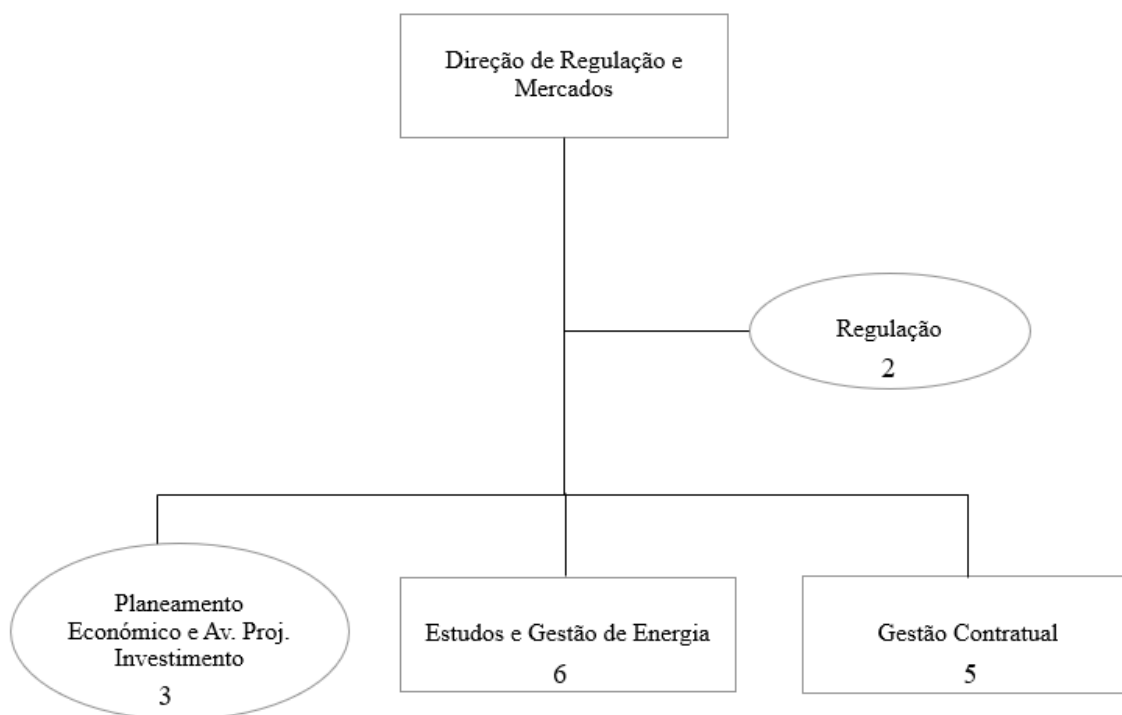 Direção de Regulação e
Mercados
Regulação
2
Planeamento
Económico e Av. Proj.
Investimento
3
Estudos e Gestão de Energia
6
Gestão Contratual
5